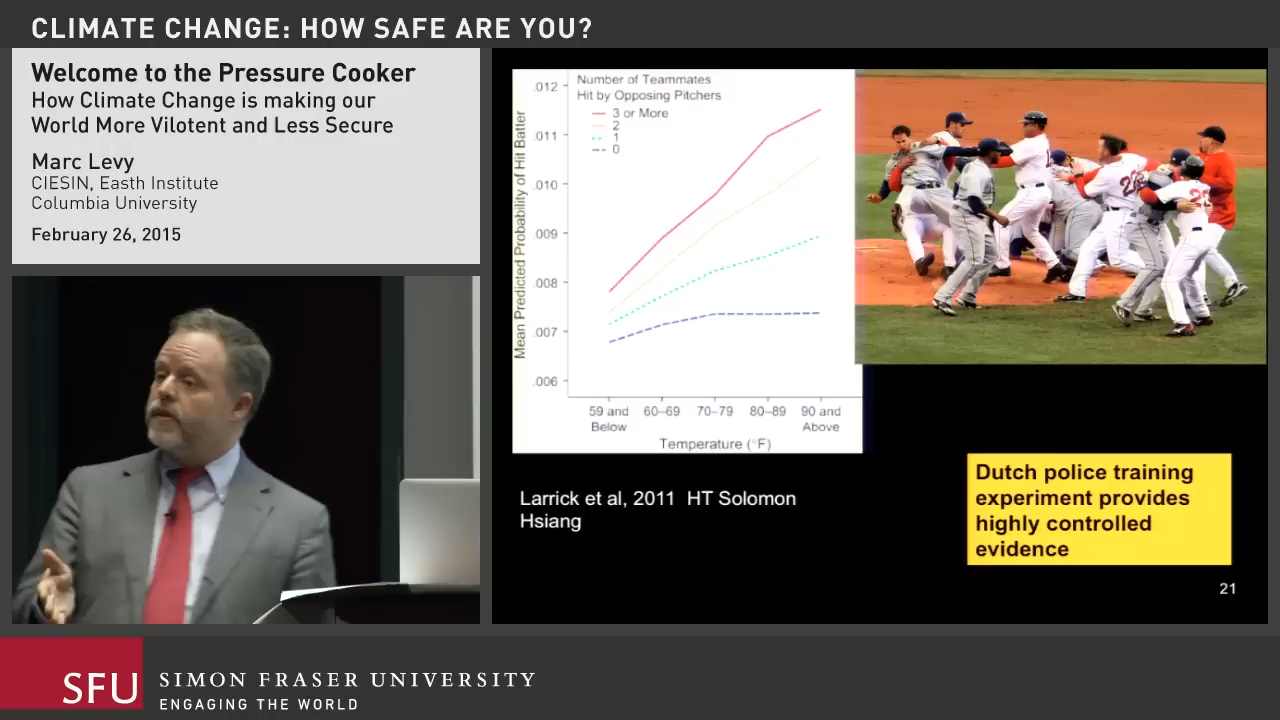 CLIMATE CHANGE: HOW SAFE ARE YOU?
Welcome to the Pressure Cooker
How Climate Change is making our
World More Vilotent and Less Secure
Marc Levy
CIESIN, Easth Institute
Columbia University
February 26, 2015
Number of Teammates
Hit by Opposing Pitchers
3 or More
2
1
0
Mean Predicted Probability of Hit Batter
.012
.011
.010
.009
.008
.007
.006
59 and
Below
60–69
70–79
80–89
90 and
Above
Temperature (°F)
Larrick et al, 2011 HT Solomon
Hsiang
Dutch police training
experiment provides
highly controlled
evidence
21
SFU
SIMON FRASER UNIVERSITY
ENGAGING THE WORLD